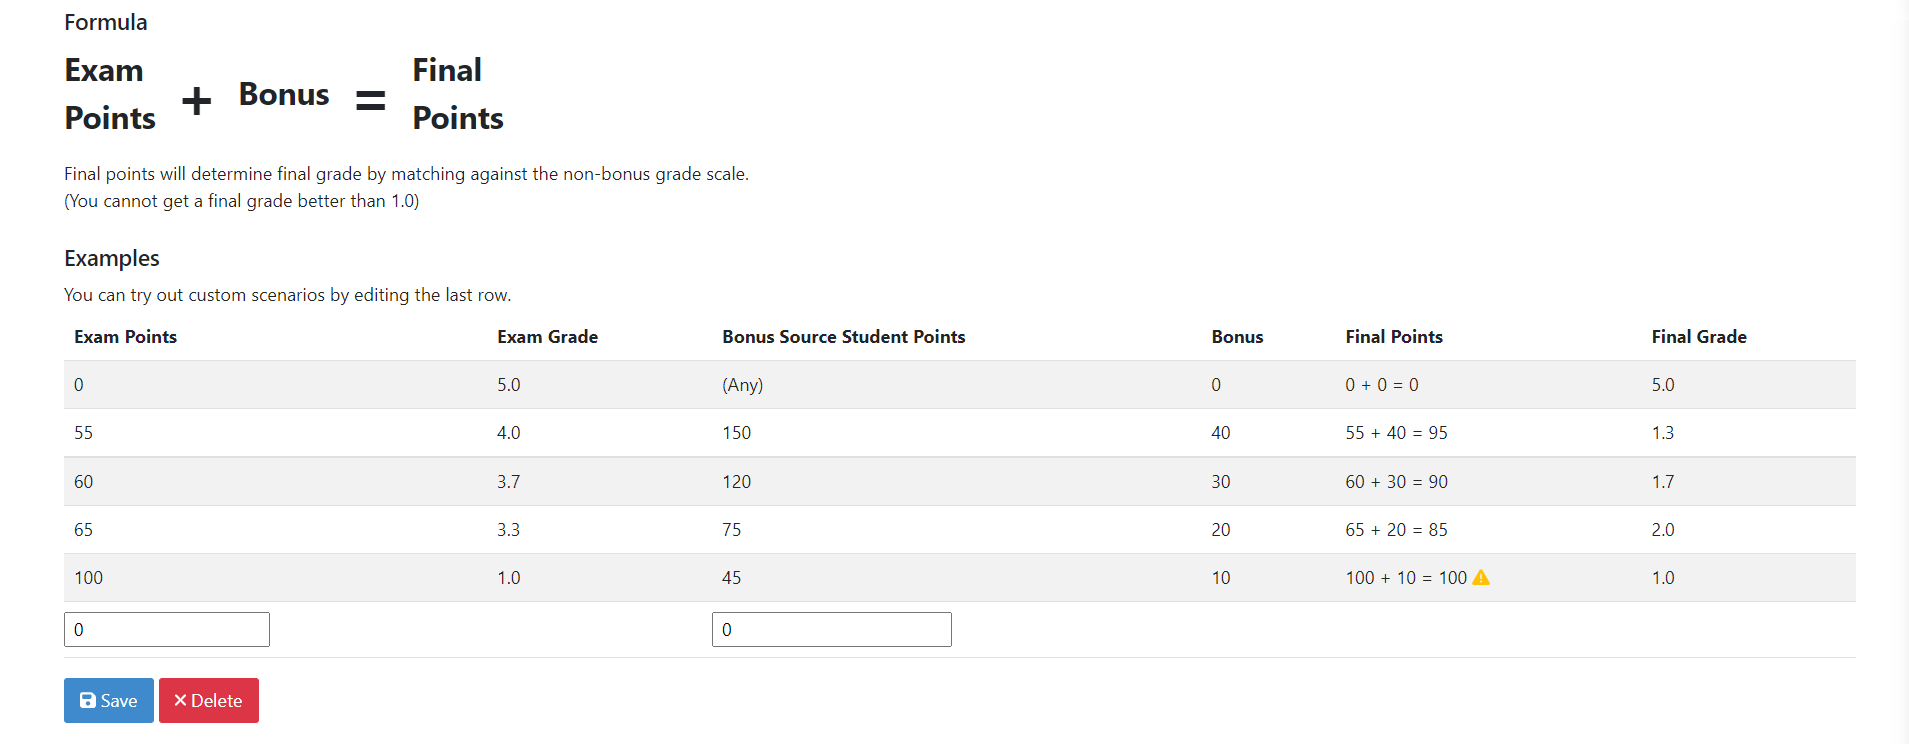 Formula
Exam Points + Bonus = Final Points
Final points will determine final grade by matching against the non-bonus grade scale.
(You cannot get a final grade better than 1.0)
Examples
You can try out custom scenarios by editing the last row.
Exam Points Exam Grade Bonus Source Student Points Bonus Final Points Final Grade
0 5.0 (Any) 0 0 + 0 = 0 5.0
55 4.0 150 40 55 + 40 = 95 1.3
60 3.7 120 30 60 + 30 = 90 1.7
65 3.3 75 20 65 + 20 = 85 2.0
100 1.0 45 10 100 + 10 = 100 1.0
0 0
Save Delete